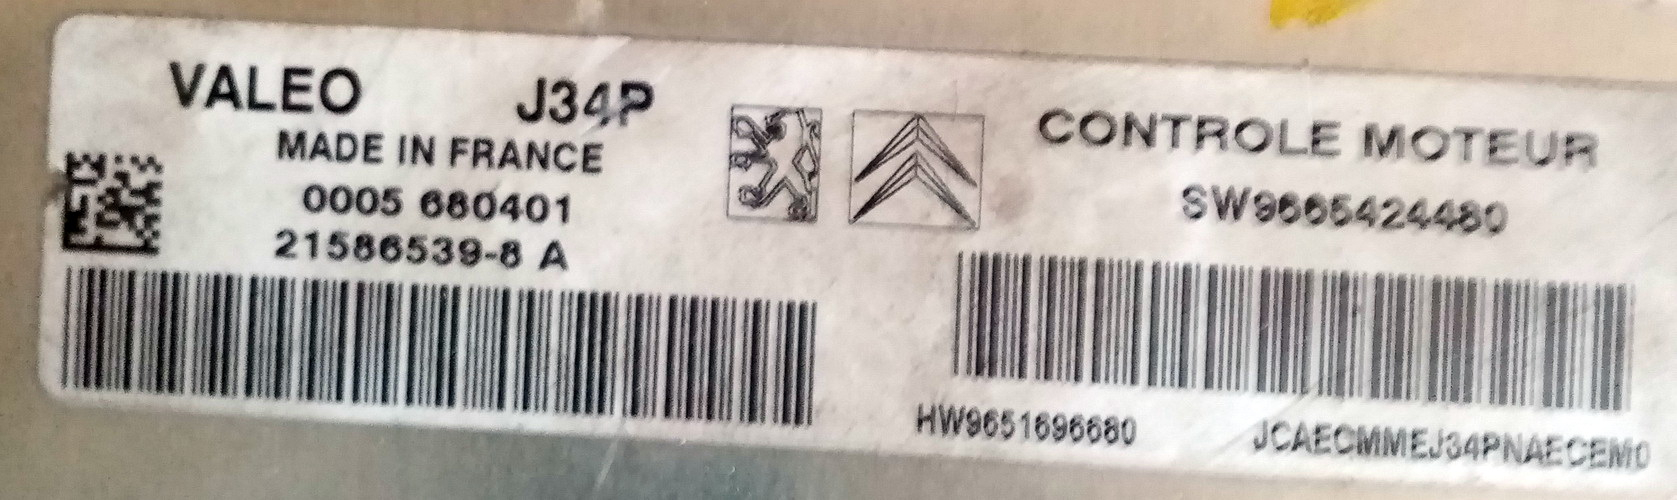 VALEO J34P
MADE IN FRANCE
0005 680401
21586539-8 A
CONTROLE MOTEUR
SW9665424480
HW9651696680 JCAECMMEJ34PNAECEM0